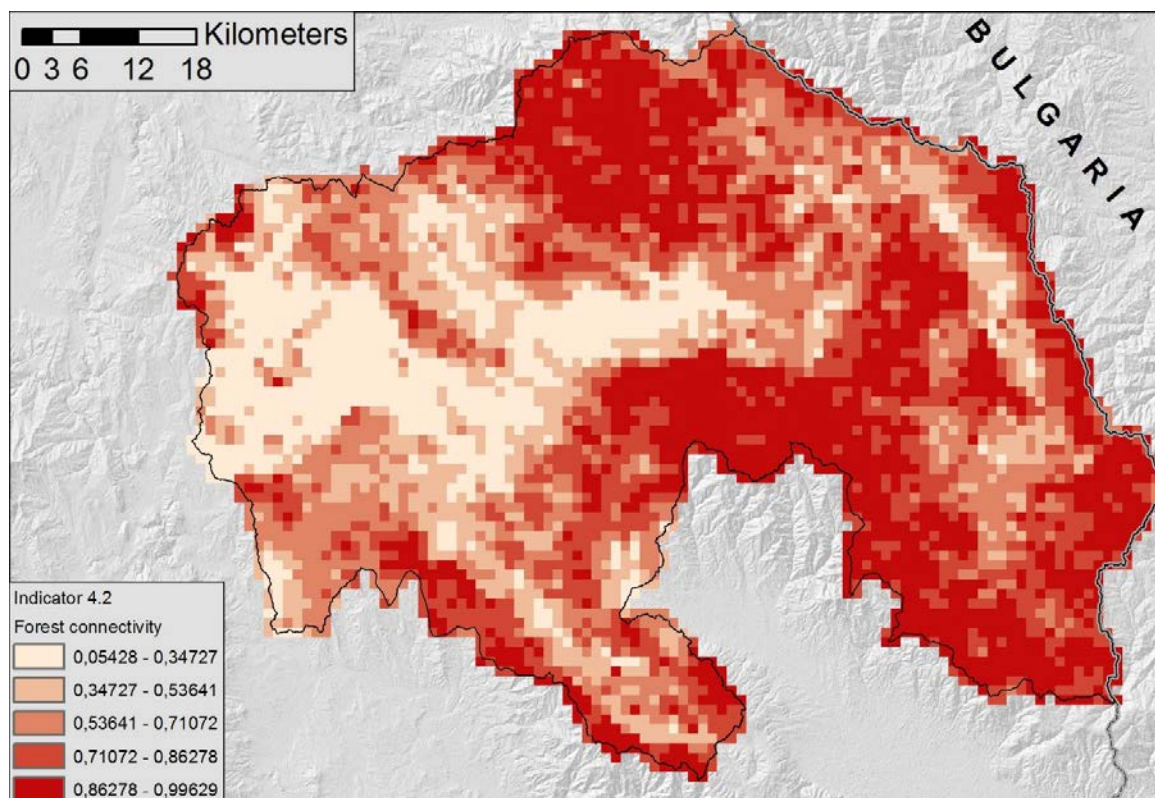 Kilometers
0 3 6 12 18
BULGARIA
Indicator 4.2
Forest connectivity
0,05428 - 0,34727
0,34727 - 0,53641
0,53641 - 0,71072
0,71072 - 0,86278
0,86278 - 0,99629